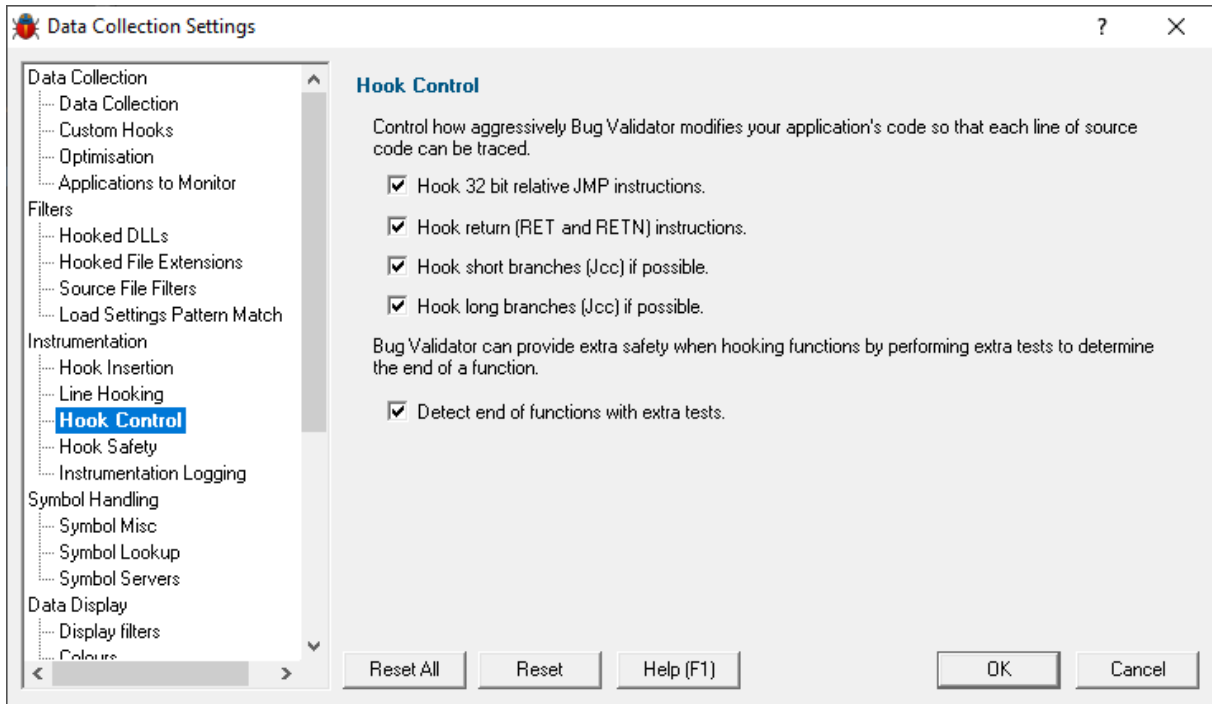 Data Collection Settings
?
Data Collection
Data Collection
Custom Hooks
Optimisation
Applications to Monitor
Filters
Hooked DLLs
Hooked File Extensions
Source File Filters
Load Settings Pattern Match
Instrumentation
Hook Insertion
Line Hooking
Hook Control
Hook Safety
Instrumentation Logging
Symbol Handling
Symbol Misc
Symbol Lookup
Symbol Servers
Data Display
Display filters
Colours
Hook Control
Control how aggressively Bug Validator modifies your application's code so that each line of source
code can be traced.
Hook 32 bit relative JMP instructions.
Hook return (RET and RETN) instructions.
Hook short branches (Jcc) if possible.
Hook long branches (Jcc) if possible.
Bug Validator can provide extra safety when hooking functions by performing extra tests to determine
the end of a function.
Detect end of functions with extra tests.
Reset All Reset Help (F1) OK Cancel